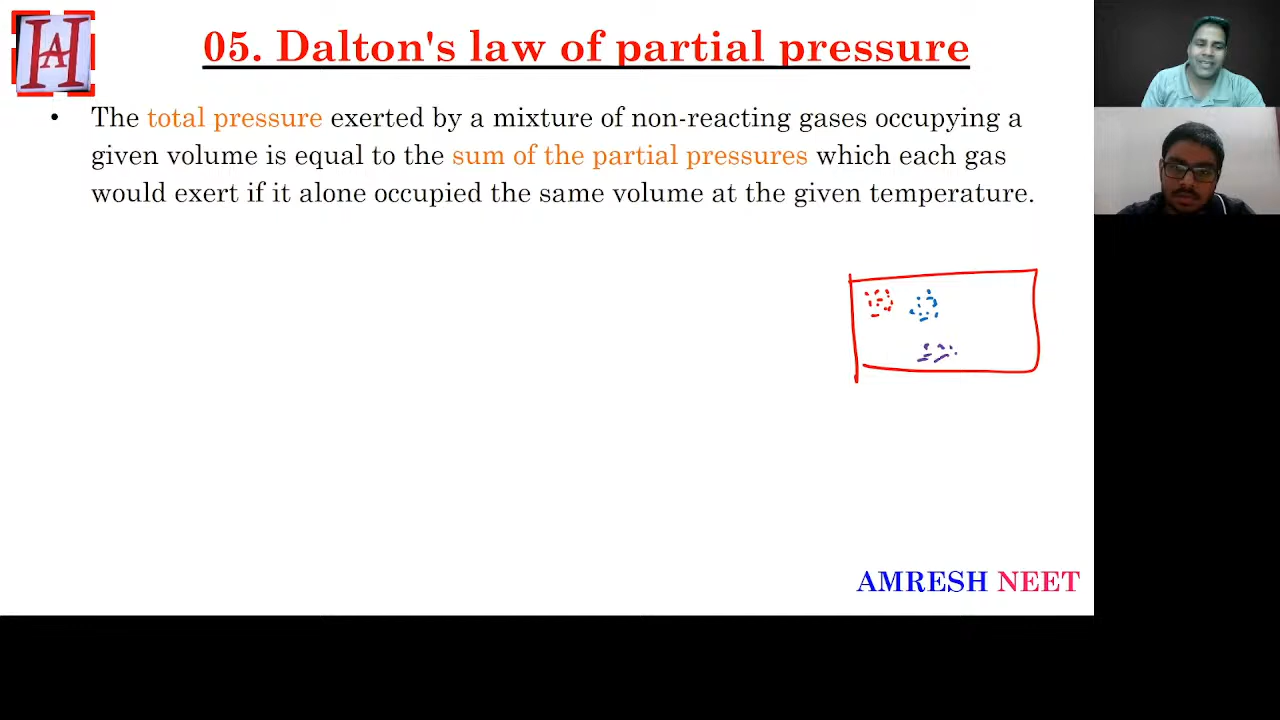 HA
05. Dalton's law of partial pressure
• The total pressure exerted by a mixture of non-reacting gases occupying a
given volume is equal to the sum of the partial pressures which each gas
would exert if it alone occupied the same volume at the given temperature.
AMRESH NEET